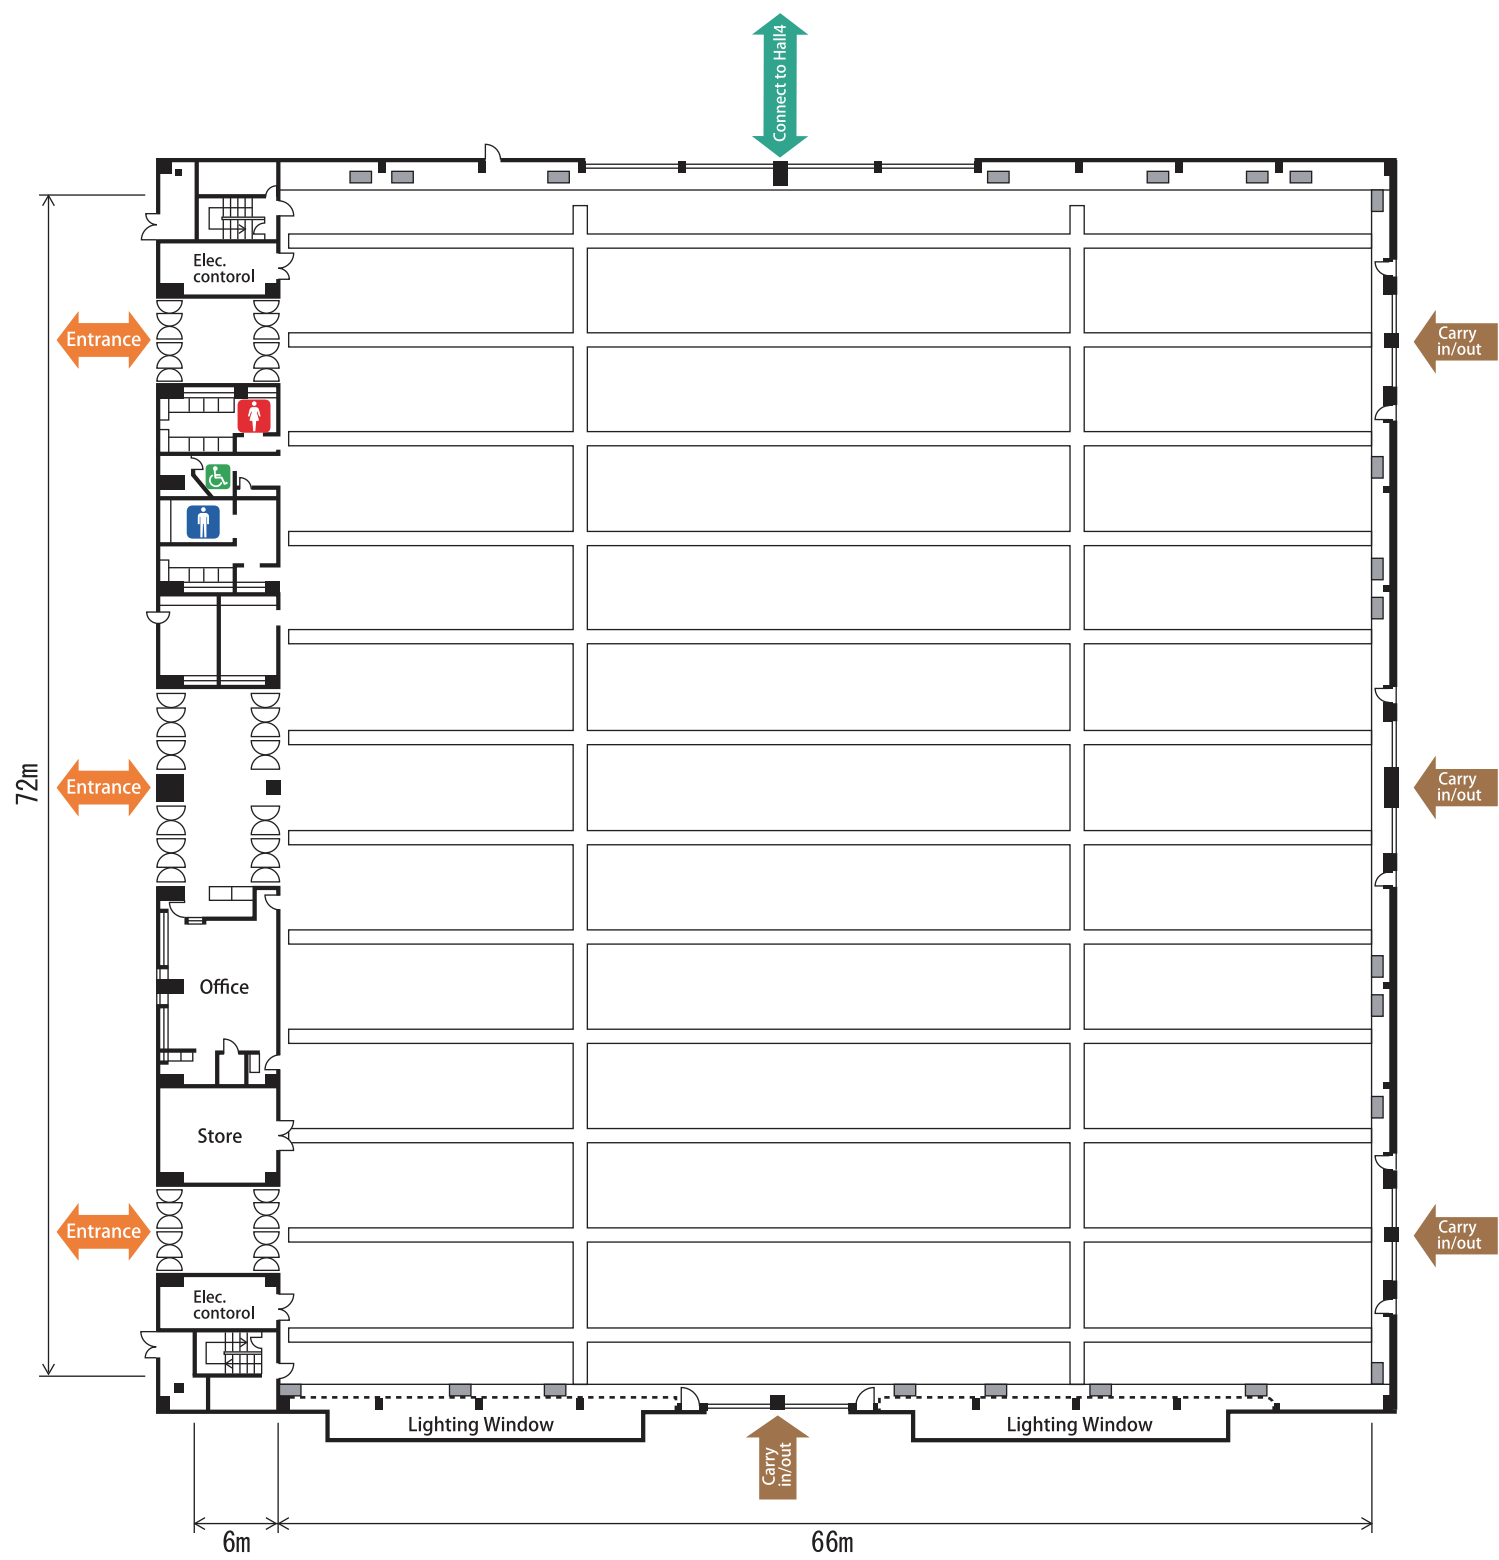 Connect to Hall4
Elec.
contorol
Entrance
Carry
in/out
72m
Entrance
Carry
in/out
Office
Store
Entrance
Carry
in/out
Elec.
contorol
Lighting Window
Lighting Window
Carry
in/out
6m
66m